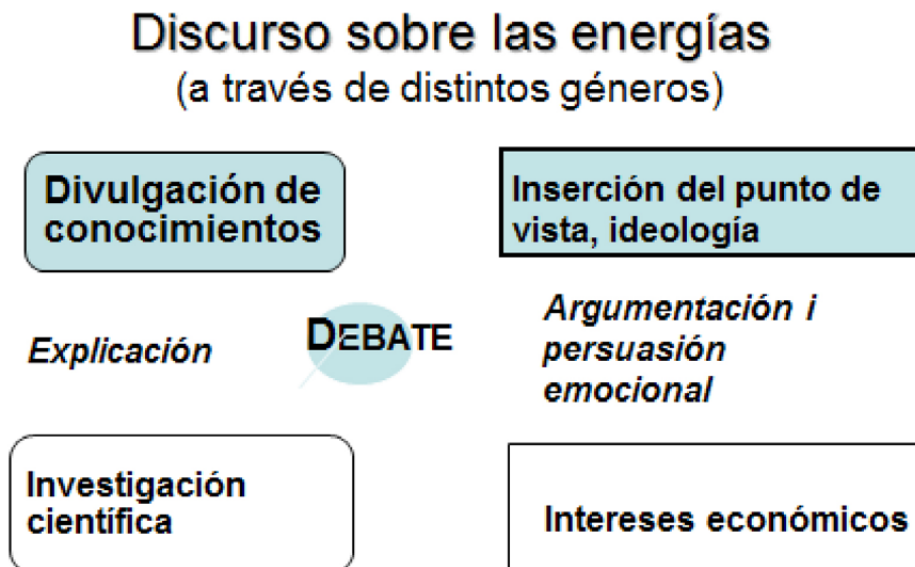 Discurso sobre las energías
(a través de distintos géneros)
Divulgación de
conocimientos
Inserción del punto de
vista, ideología
Explicación
DEBATE
Argumentación i
persuasión
emocional
Investigación
científica
Intereses económicos